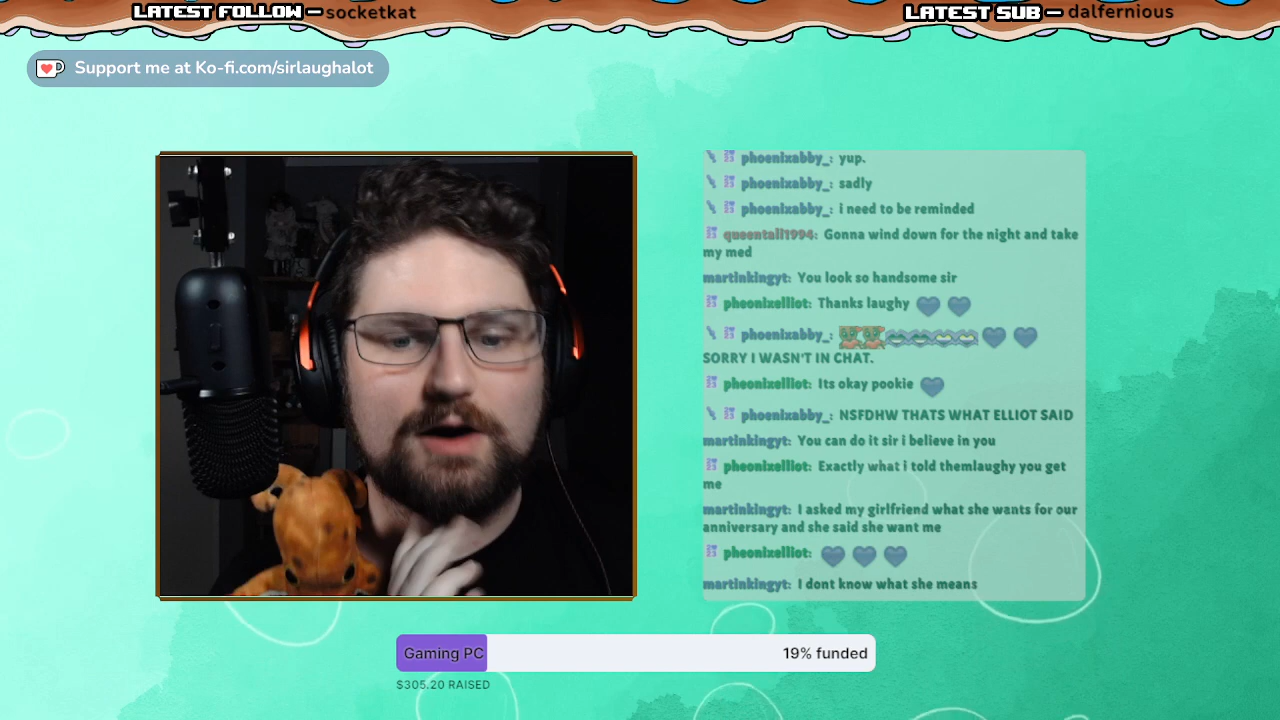 LATEST FOLLOW — socketkat
LATEST SUB — dalfernious
Support me at Ko-fi.com/sirlaughalot
phoenixabby_: yup.
phoenixabby_: sadly
phoenixabby_: i need to be reminded
queentall1994: Gonna wind down for the night and take
my med
martinkingyt: You look so handsome sir
pheonixelliot: Thanks laughy
phoenixabby_:
SORRY I WASN'T IN CHAT.
pheonixelliot: Its okay pookie
phoenixabby_: NSFDHW THATS WHAT ELLIOT SAID
martinkingyt: You can do it sir i believe in you
pheonixelliot: Exactly what i told themlaughy you get
me
martinkingyt: I asked my girlfriend what she wants for our
anniversary and she said she want me
pheonixelliot:
martinkingyt: I dont know what she means
Gaming PC
19% funded
$305.20 RAISED